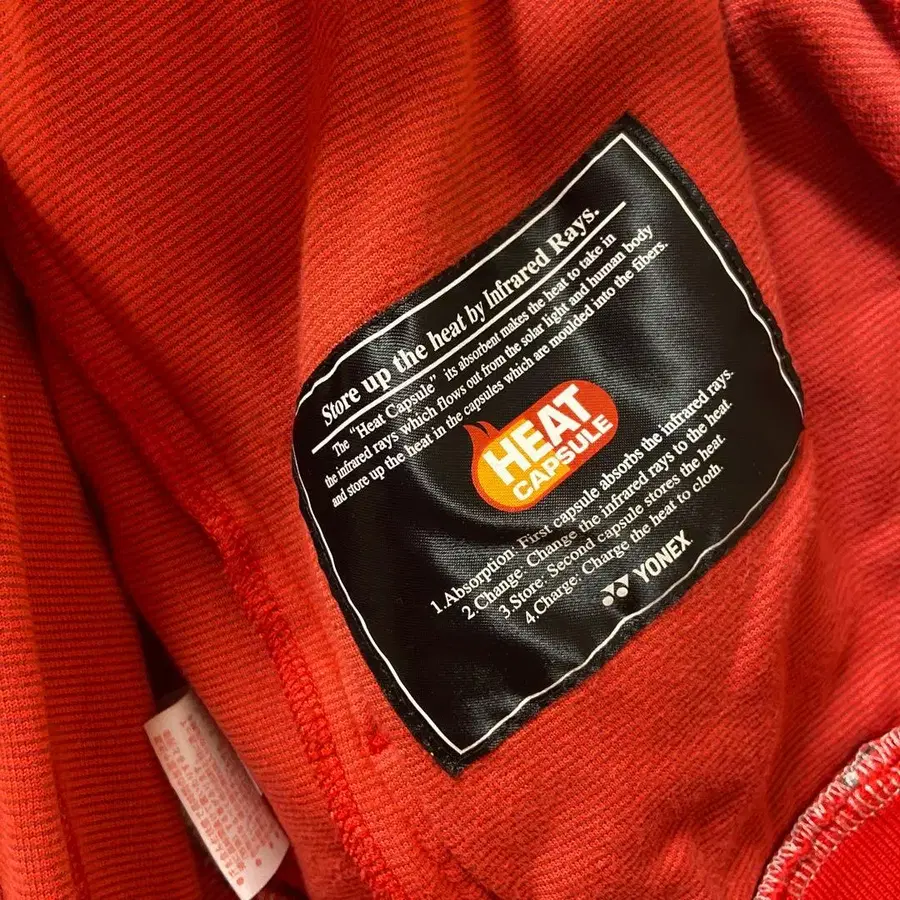 Store up the heat by Infrared Rays.
The "Heat Capsule" its absorbent makes the heat to take in
the infrared rays which flows out from the solar light and human body
and store up the heat in the capsules which are moulded into the fibers.
HEAT
CAPSULE
1.Absorption: First capsule absorbs the infrared rays.
2.Change: Change the infrared rays to the heat.
3.Store: Second capsule stores the heat.
4.Charge: Charge the heat to cloth.
YONEX